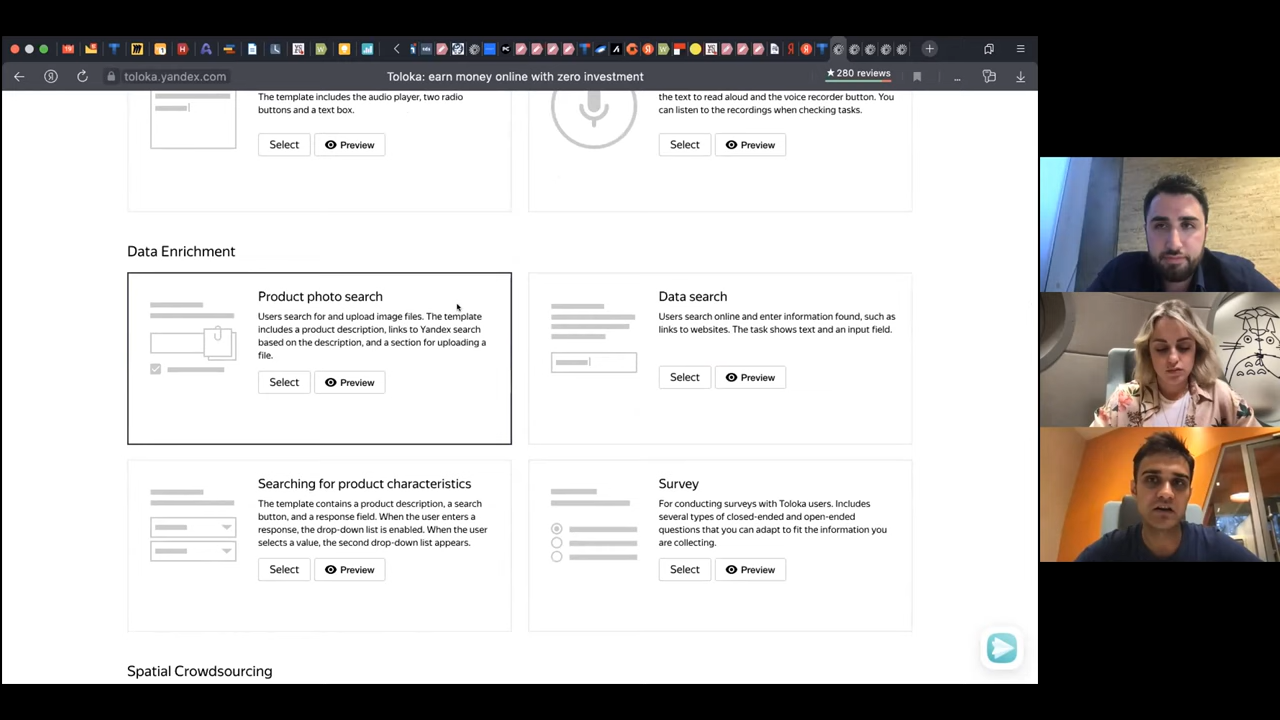 toloka.yandex.com
Toloka: earn money online with zero investment
★280 reviews
The template includes the audio player, two radio
buttons and a text box.
Select
Preview
the text to read aloud and the voice recorder button. You
can listen to the recordings when checking tasks.
Select
Preview
Data Enrichment
Product photo search
Users search for and upload image files. The template
includes a product description, links to Yandex search
based on the description, and a section for uploading a
file.
Select
Preview
Data search
Users search online and enter information found, such as
links to websites. The task shows text and an input field.
Select
Preview
Searching for product characteristics
The template contains a product description, a search
button, and a response field. When the user enters a
response, the drop-down list is enabled. When the user
selects a value, the second drop-down list appears.
Select
Preview
Survey
For conducting surveys with Toloka users. Includes
several types of closed-ended and open-ended
questions that you can adapt to fit the information you
are collecting.
Select
Preview
Spatial Crowdsourcing